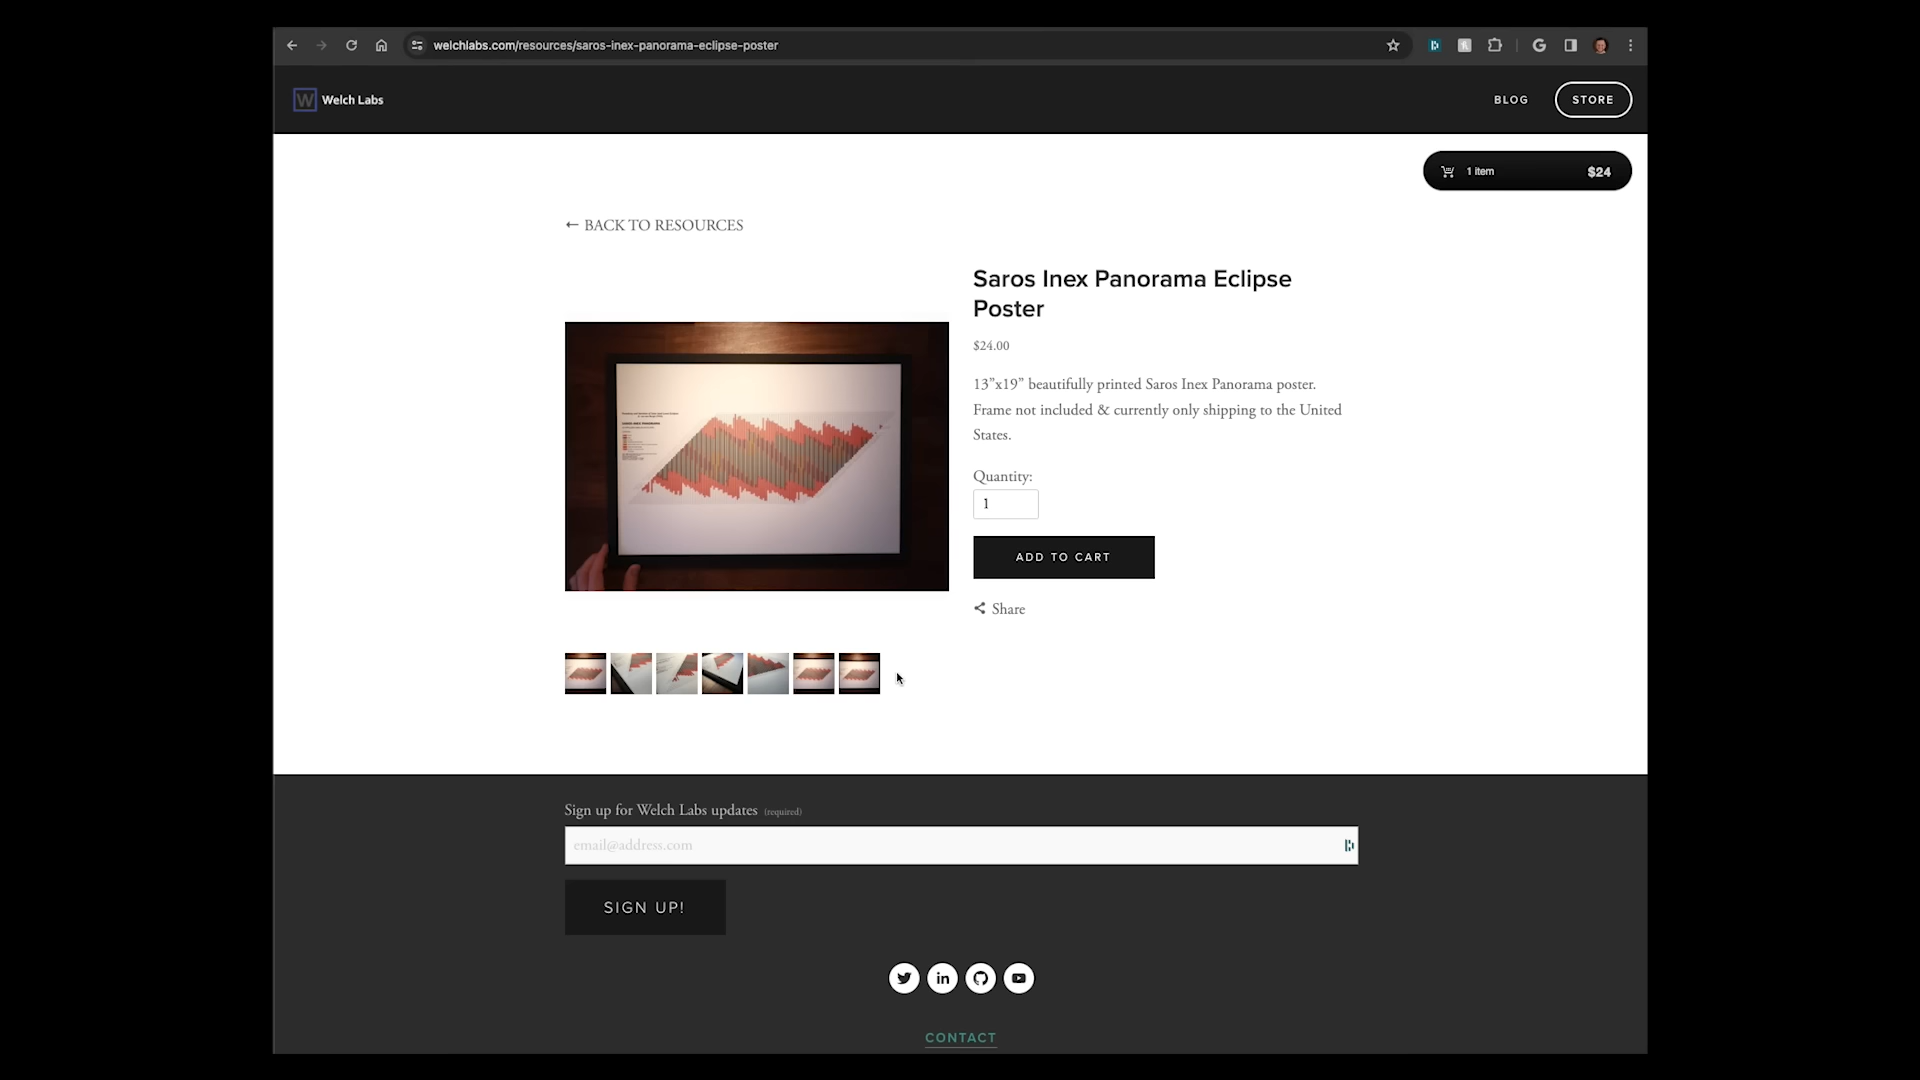 welchlabs.com/resources/saros-inex-panorama-eclipse-poster
W Welch Labs
BLOG
STORE
1 item
$24
← BACK TO RESOURCES
Saros Inex Panorama Eclipse
Poster
$24.00
13”x19” beautifully printed Saros Inex Panorama poster.
Frame not included & currently only shipping to the United
States.
Quantity:
1
ADD TO CART
Share
Sign up for Welch Labs updates (required)
email@address.com
SIGN UP!
CONTACT